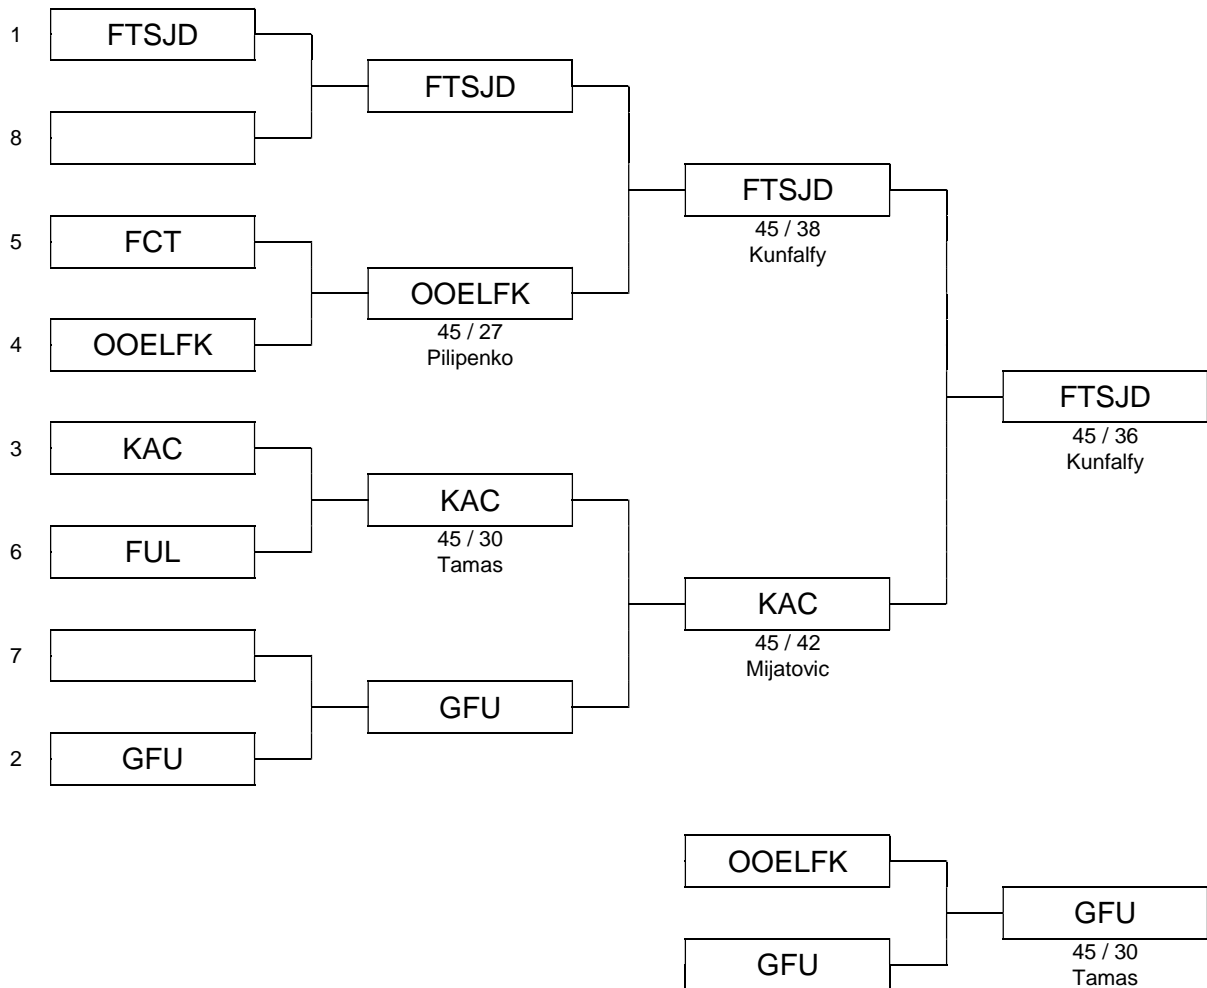 1
FTSJD
FTSJD
8
FTSJD
45 / 38
Kunfalfy
5
FCT
OOELFK
45 / 27
Pilipenko
4
OOELFK
FTSJD
45 / 36
Kunfalfy
3
KAC
KAC
45 / 30
Tamas
6
FUL
KAC
45 / 42
Mijatovic
7
GFU
2
GFU
OOELFK
GFU
45 / 30
Tamas
GFU